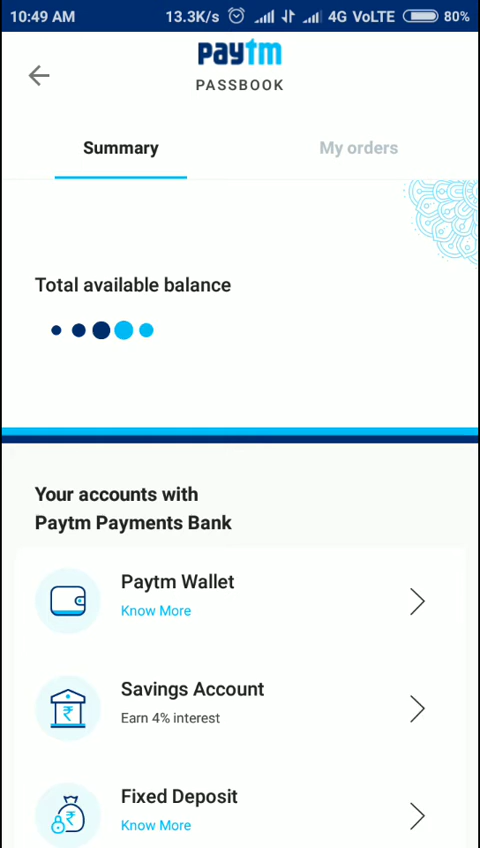 10:49 AM 13.3K/s 4G VoLTE 80%
paytm
PASSBOOK
Summary My orders
Total available balance
Your accounts with
Paytm Payments Bank
Paytm Wallet
Know More
Savings Account
Earn 4% interest
Fixed Deposit
Know More